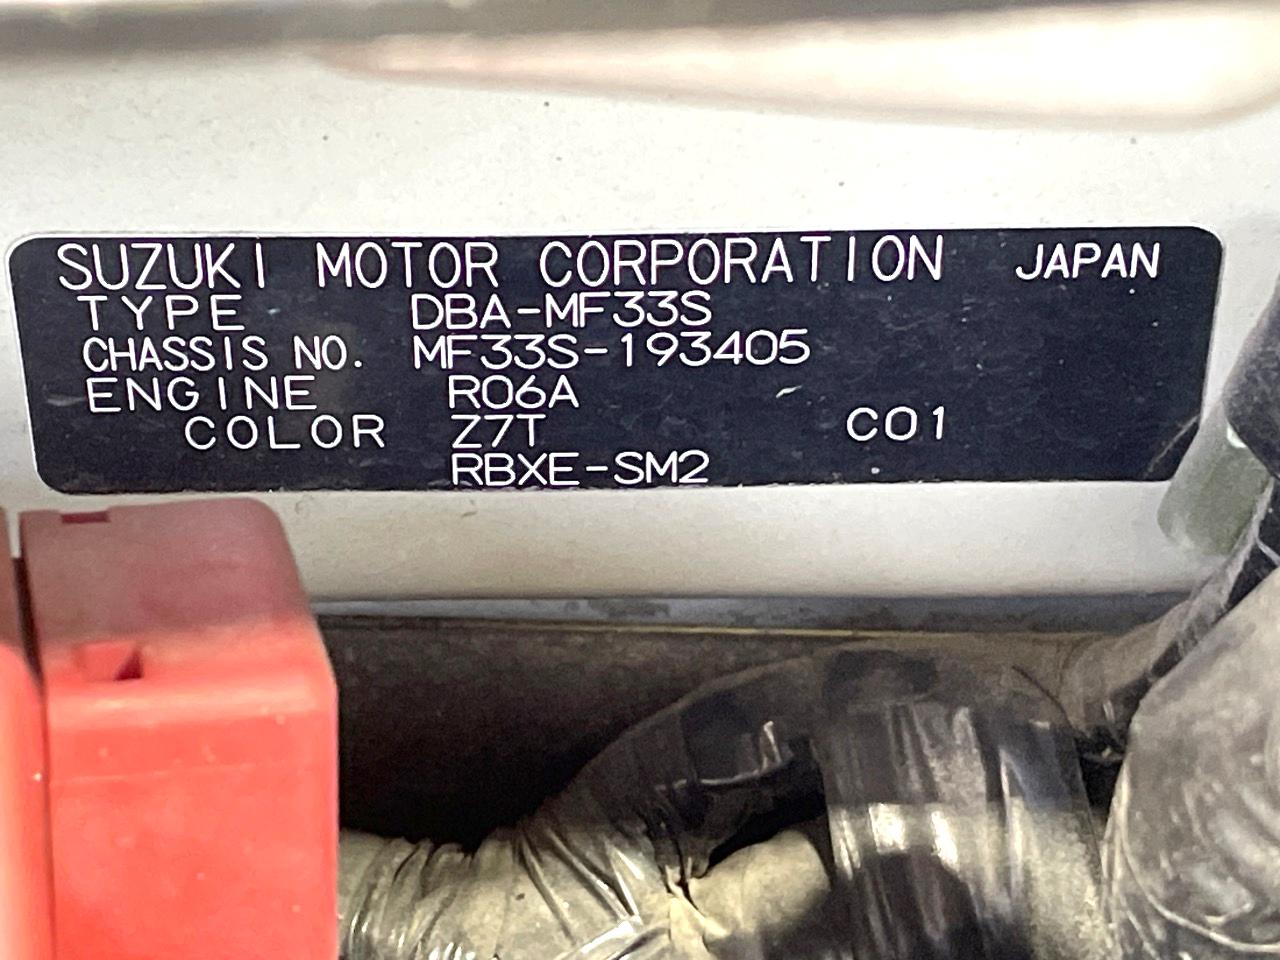 SUZUKI MOTOR CORPORATION JAPAN
TYPE DBA-MF33S
CHASSIS NO. MF33S-193405
ENGINE R06A
COLOR Z7T C01
RBXE-SM2